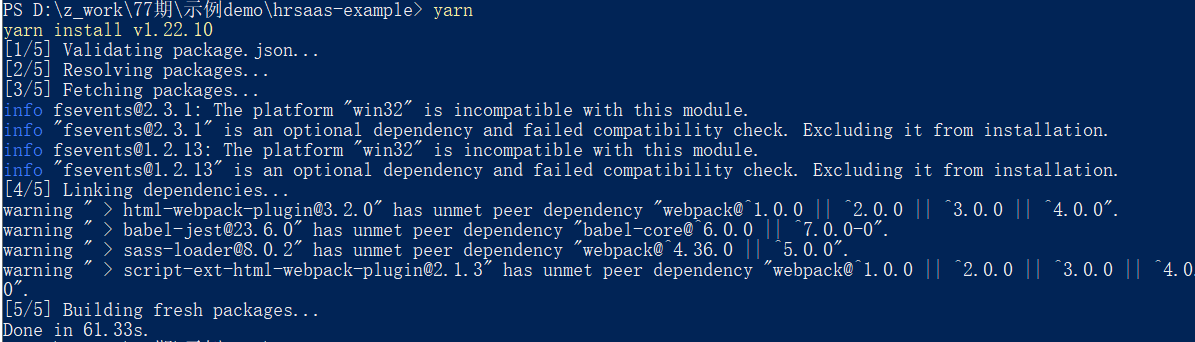 PS D:\z_work\77期\示例demo\hrsaas-example> yarn
yarn install v1.22.10
[1/5] Validating package.json...
[2/5] Resolving packages...
[3/5] Fetching packages...
info fsevents@2.3.1: The platform "win32" is incompatible with this module.
info "fsevents@2.3.1" is an optional dependency and failed compatibility check. Excluding it from installation.
info fsevents@1.2.13: The platform "win32" is incompatible with this module.
info "fsevents@1.2.13" is an optional dependency and failed compatibility check. Excluding it from installation.
[4/5] Linking dependencies...
warning " > html-webpack-plugin@3.2.0" has unmet peer dependency "webpack@^1.0.0 || ^2.0.0 || ^3.0.0 || ^4.0.0".
warning " > babel-jest@23.6.0" has unmet peer dependency "babel-core@^6.0.0 || ^7.0.0-0".
warning " > sass-loader@8.0.2" has unmet peer dependency "webpack@^4.36.0 || ^5.0.0".
warning " > script-ext-html-webpack-plugin@2.1.3" has unmet peer dependency "webpack@^1.0.0 || ^2.0.0 || ^3.0.0 || ^4.0.
0".
[5/5] Building fresh packages...
Done in 61.33s.